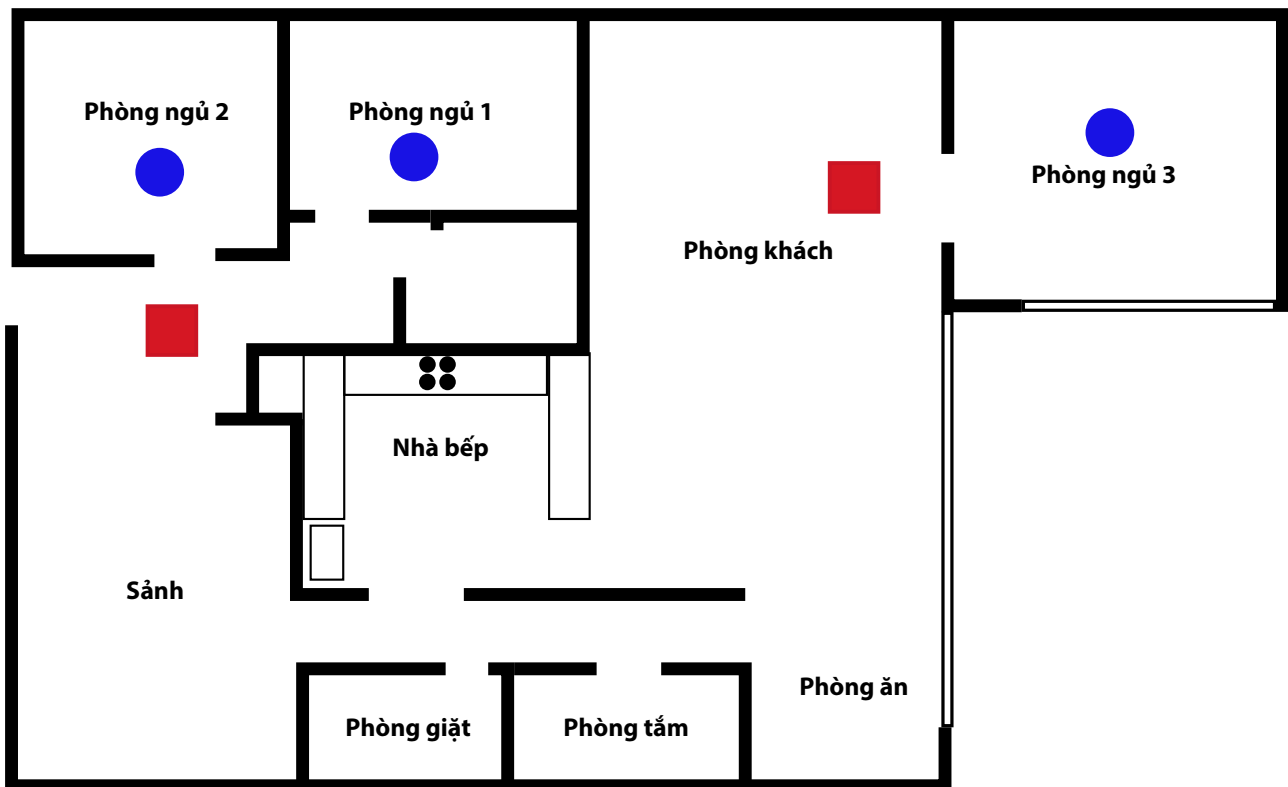 Phòng ngủ 2
Phòng ngủ 1
Phòng ngủ 3
Phòng khách
Nhà bếp
Sảnh
Phòng ăn
Phòng giặt
Phòng tắm